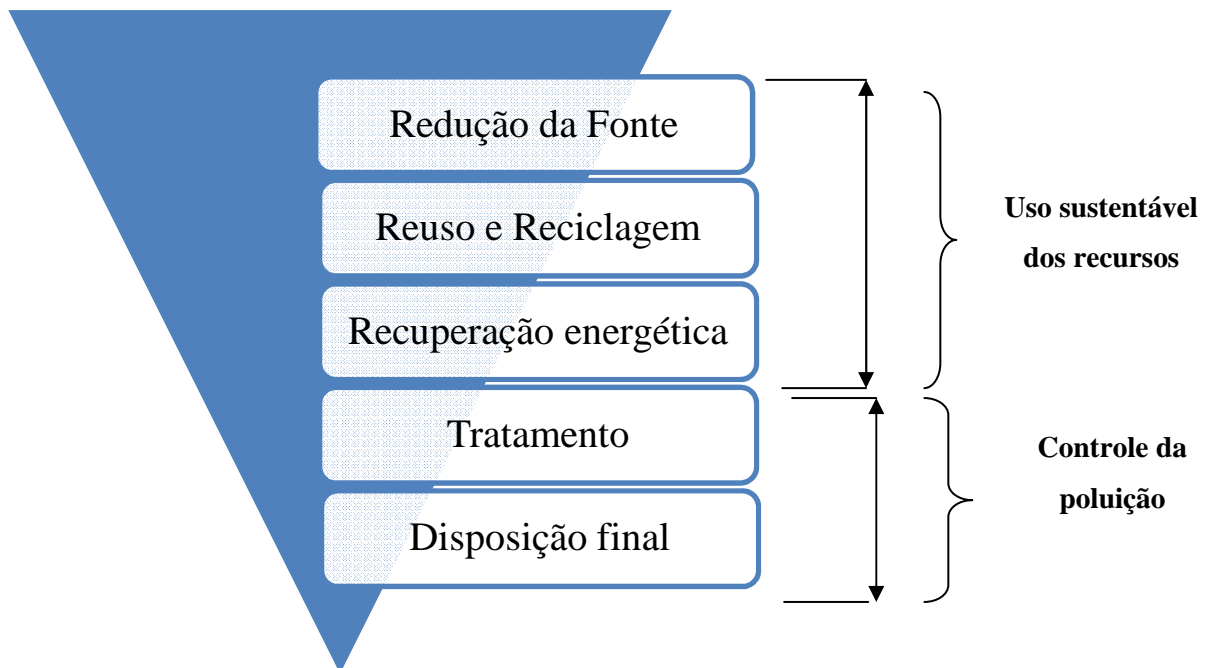 Redução da Fonte
Reuso e Reciclagem
Recuperação energética
Tratamento
Disposição final
Uso sustentável
dos recursos
Controle da
poluição